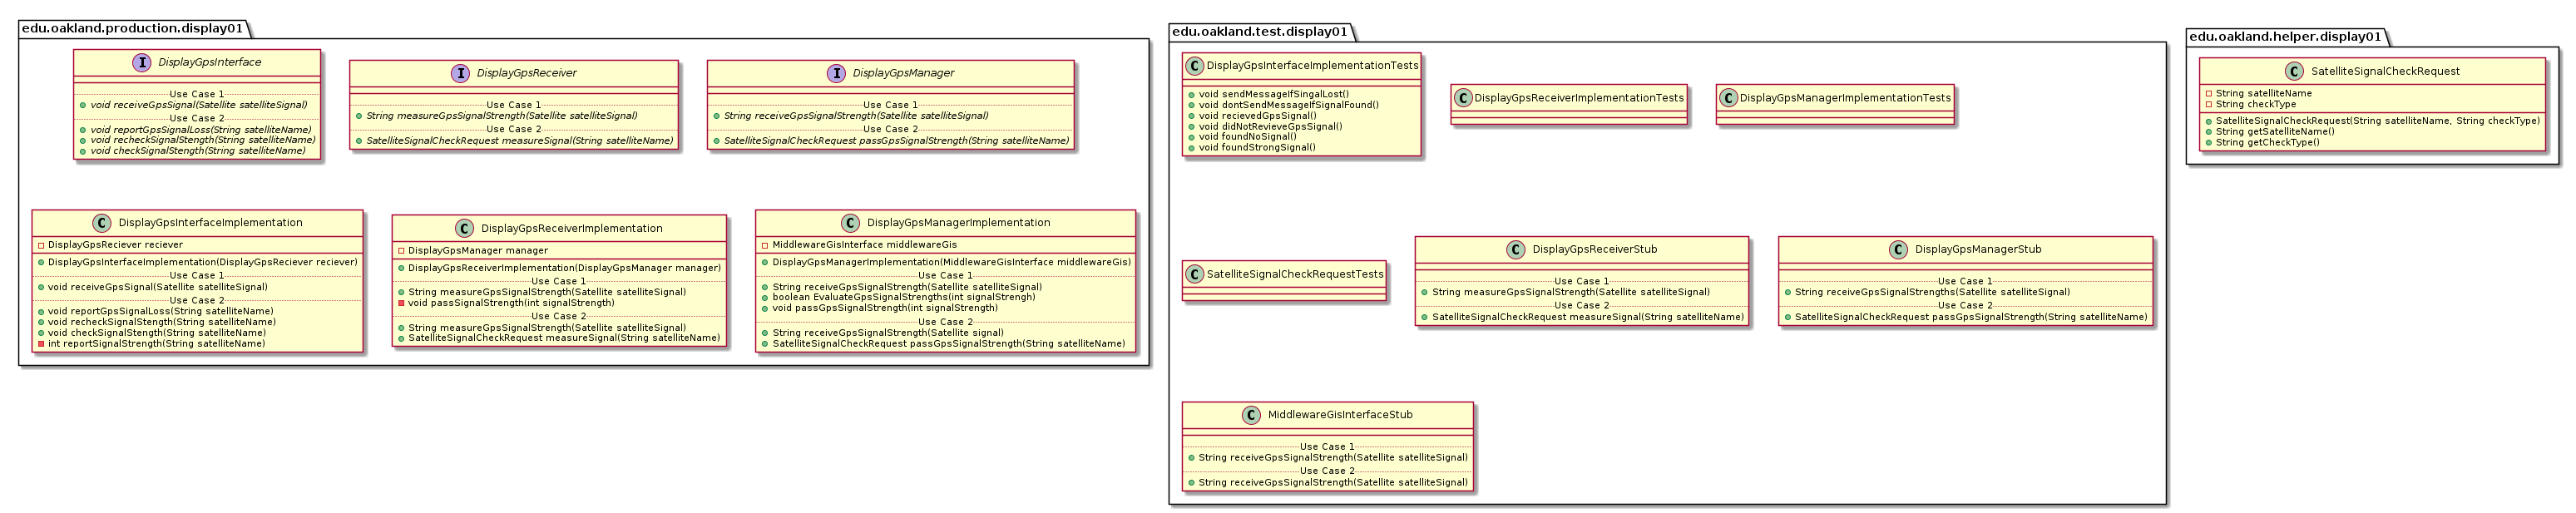 edu.oakland.production.display01
I DisplayGpsInterface
Use Case 1
void receiveGpsSignal(Satellite satelliteSignal)
Use Case 2
void reportGpsSignalLoss(String satelliteName)
void recheckSignalStength(String satelliteName)
void checkSignalStength(String satelliteName)
I DisplayGpsReceiver
Use Case 1
String measureGpsSignalStrength(Satellite satelliteSignal)
Use Case 2
SatelliteSignalCheckRequest measureSignal(String satelliteName)
I DisplayGpsManager
Use Case 1
String receiveGpsSignalStrength(Satellite satelliteSignal)
Use Case 2
SatelliteSignalCheckRequest passGpsSignalStrength(String satelliteName)
C DisplayGpsInterfaceImplementation
DisplayGpsReciever reciever
DisplayGpsInterfaceImplementation(DisplayGpsReciever reciever)
Use Case 1
void receiveGpsSignal(Satellite satelliteSignal)
Use Case 2
void reportGpsSignalLoss(String satelliteName)
void recheckSignalStength(String satelliteName)
void checkSignalStength(String satelliteName)
int reportSignalStrength(String satelliteName)
C DisplayGpsReceiverImplementation
DisplayGpsManager manager
DisplayGpsReceiverImplementation(DisplayGpsManager manager)
Use Case 1
String measureGpsSignalStrength(Satellite satelliteSignal)
void passSignalStrength(int signalStrength)
Use Case 2
String measureGpsSignalStrength(Satellite satelliteSignal)
SatelliteSignalCheckRequest measureSignal(String satelliteName)
C DisplayGpsManagerImplementation
MiddlewareGisInterface middlewareGis
DisplayGpsManagerImplementation(MiddlewareGisInterface middlewareGis)
Use Case 1
String receiveGpsSignalStrength(Satellite satelliteSignal)
boolean EvaluateGpsSignalStrengths(int signalStrengh)
void passGpsSignalStrength(int signalStrength)
Use Case 2
String receiveGpsSignalStrength(Satellite signal)
SatelliteSignalCheckRequest passGpsSignalStrength(String satelliteName)
edu.oakland.test.display01
C DisplayGpsInterfaceImplementationTests
void sendMessageIfSingalLost()
void dontSendMessageIfSignalFound()
void recievedGpsSignal()
void didNotRevieveGpsSignal()
void foundNoSignal()
void foundStrongSignal()
C DisplayGpsReceiverImplementationTests
C DisplayGpsManagerImplementationTests
C SatelliteSignalCheckRequestTests
C DisplayGpsReceiverStub
Use Case 1
String measureGpsSignalStrength(Satellite satelliteSignal)
Use Case 2
SatelliteSignalCheckRequest measureSignal(String satelliteName)
C DisplayGpsManagerStub
Use Case 1
String receiveGpsSignalStrengths(Satellite satelliteSignal)
Use Case 2
SatelliteSignalCheckRequest passGpsSignalStrength(String satelliteName)
C MiddlewareGisInterfaceStub
Use Case 1
String receiveGpsSignalStrength(Satellite satelliteSignal)
Use Case 2
String receiveGpsSignalStrength(Satellite satelliteSignal)
edu.oakland.helper.display01
C SatelliteSignalCheckRequest
String satelliteName
String checkType
SatelliteSignalCheckRequest(String satelliteName, String checkType)
String getSatelliteName()
String getCheckType()